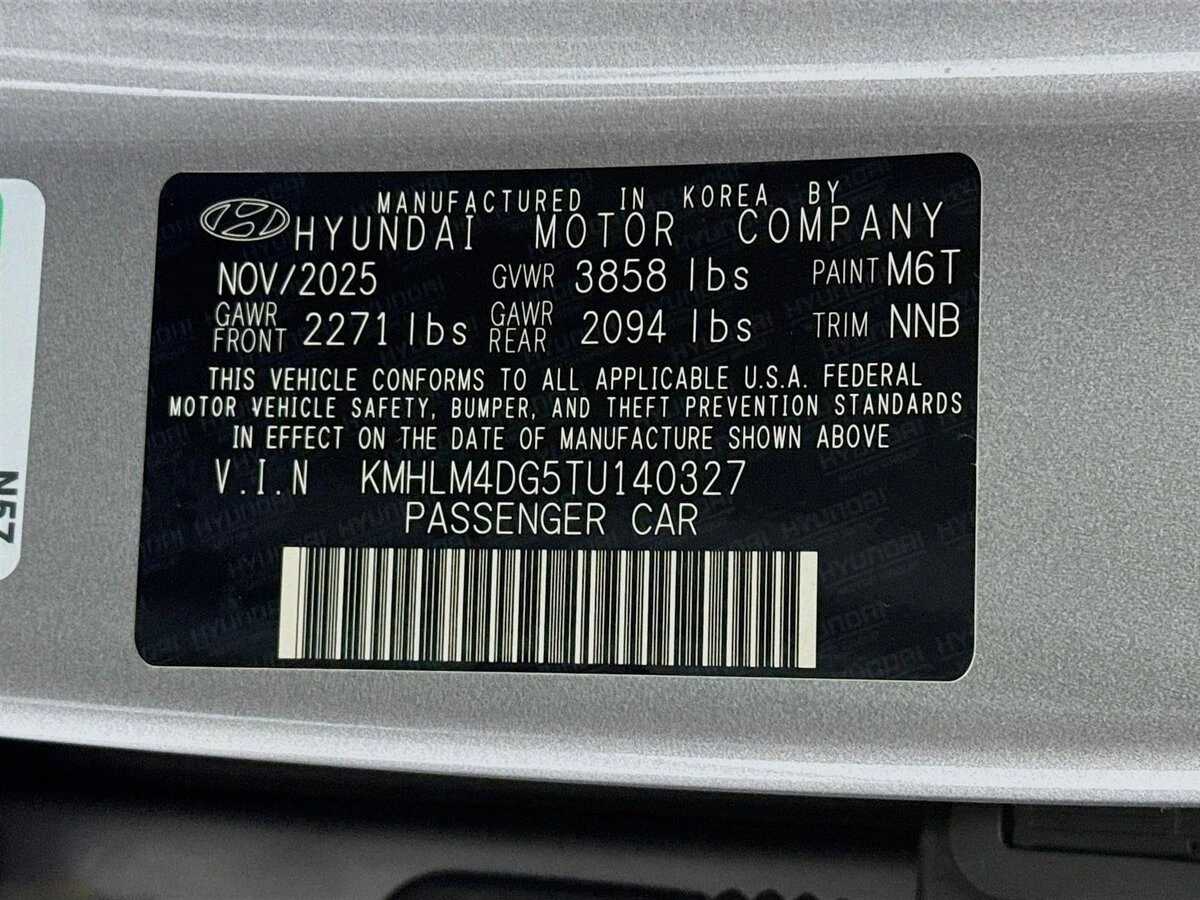 MANUFACTURED IN KOREA BY
HYUNDAI MOTOR COMPANY
NOV/2025 GVWR 3858 lbs PAINT M6T
GAWR FRONT 2271 lbs GAWR REAR 2094 lbs TRIM NNB
THIS VEHICLE CONFORMS TO ALL APPLICABLE U.S.A. FEDERAL
MOTOR VEHICLE SAFETY, BUMPER, AND THEFT PREVENTION STANDARDS
IN EFFECT ON THE DATE OF MANUFACTURE SHOWN ABOVE
V.I.N KMHLM4DG5TU140327
PASSENGER CAR